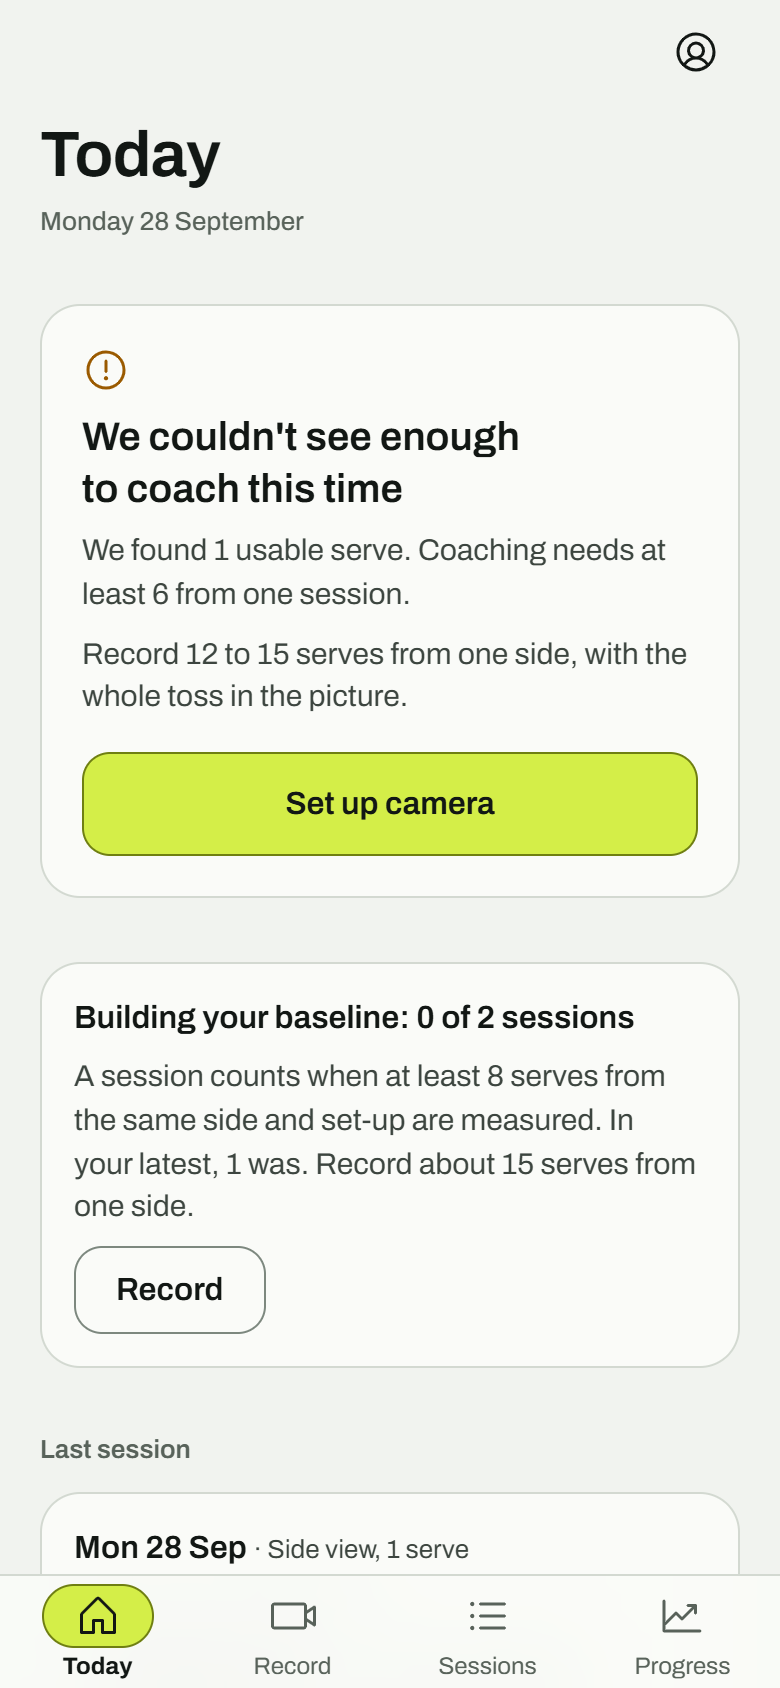 Today
Monday 28 September
We couldn't see enough
to coach this time
We found 1 usable serve. Coaching needs at
least 6 from one session.
Record 12 to 15 serves from one side, with the
whole toss in the picture.
Set up camera
Building your baseline: 0 of 2 sessions
A session counts when at least 8 serves from
the same side and set-up are measured. In
your latest, 1 was. Record about 15 serves from
one side.
Record
Last session
Mon 28 Sep · Side view, 1 serve
Today
Record
Sessions
Progress